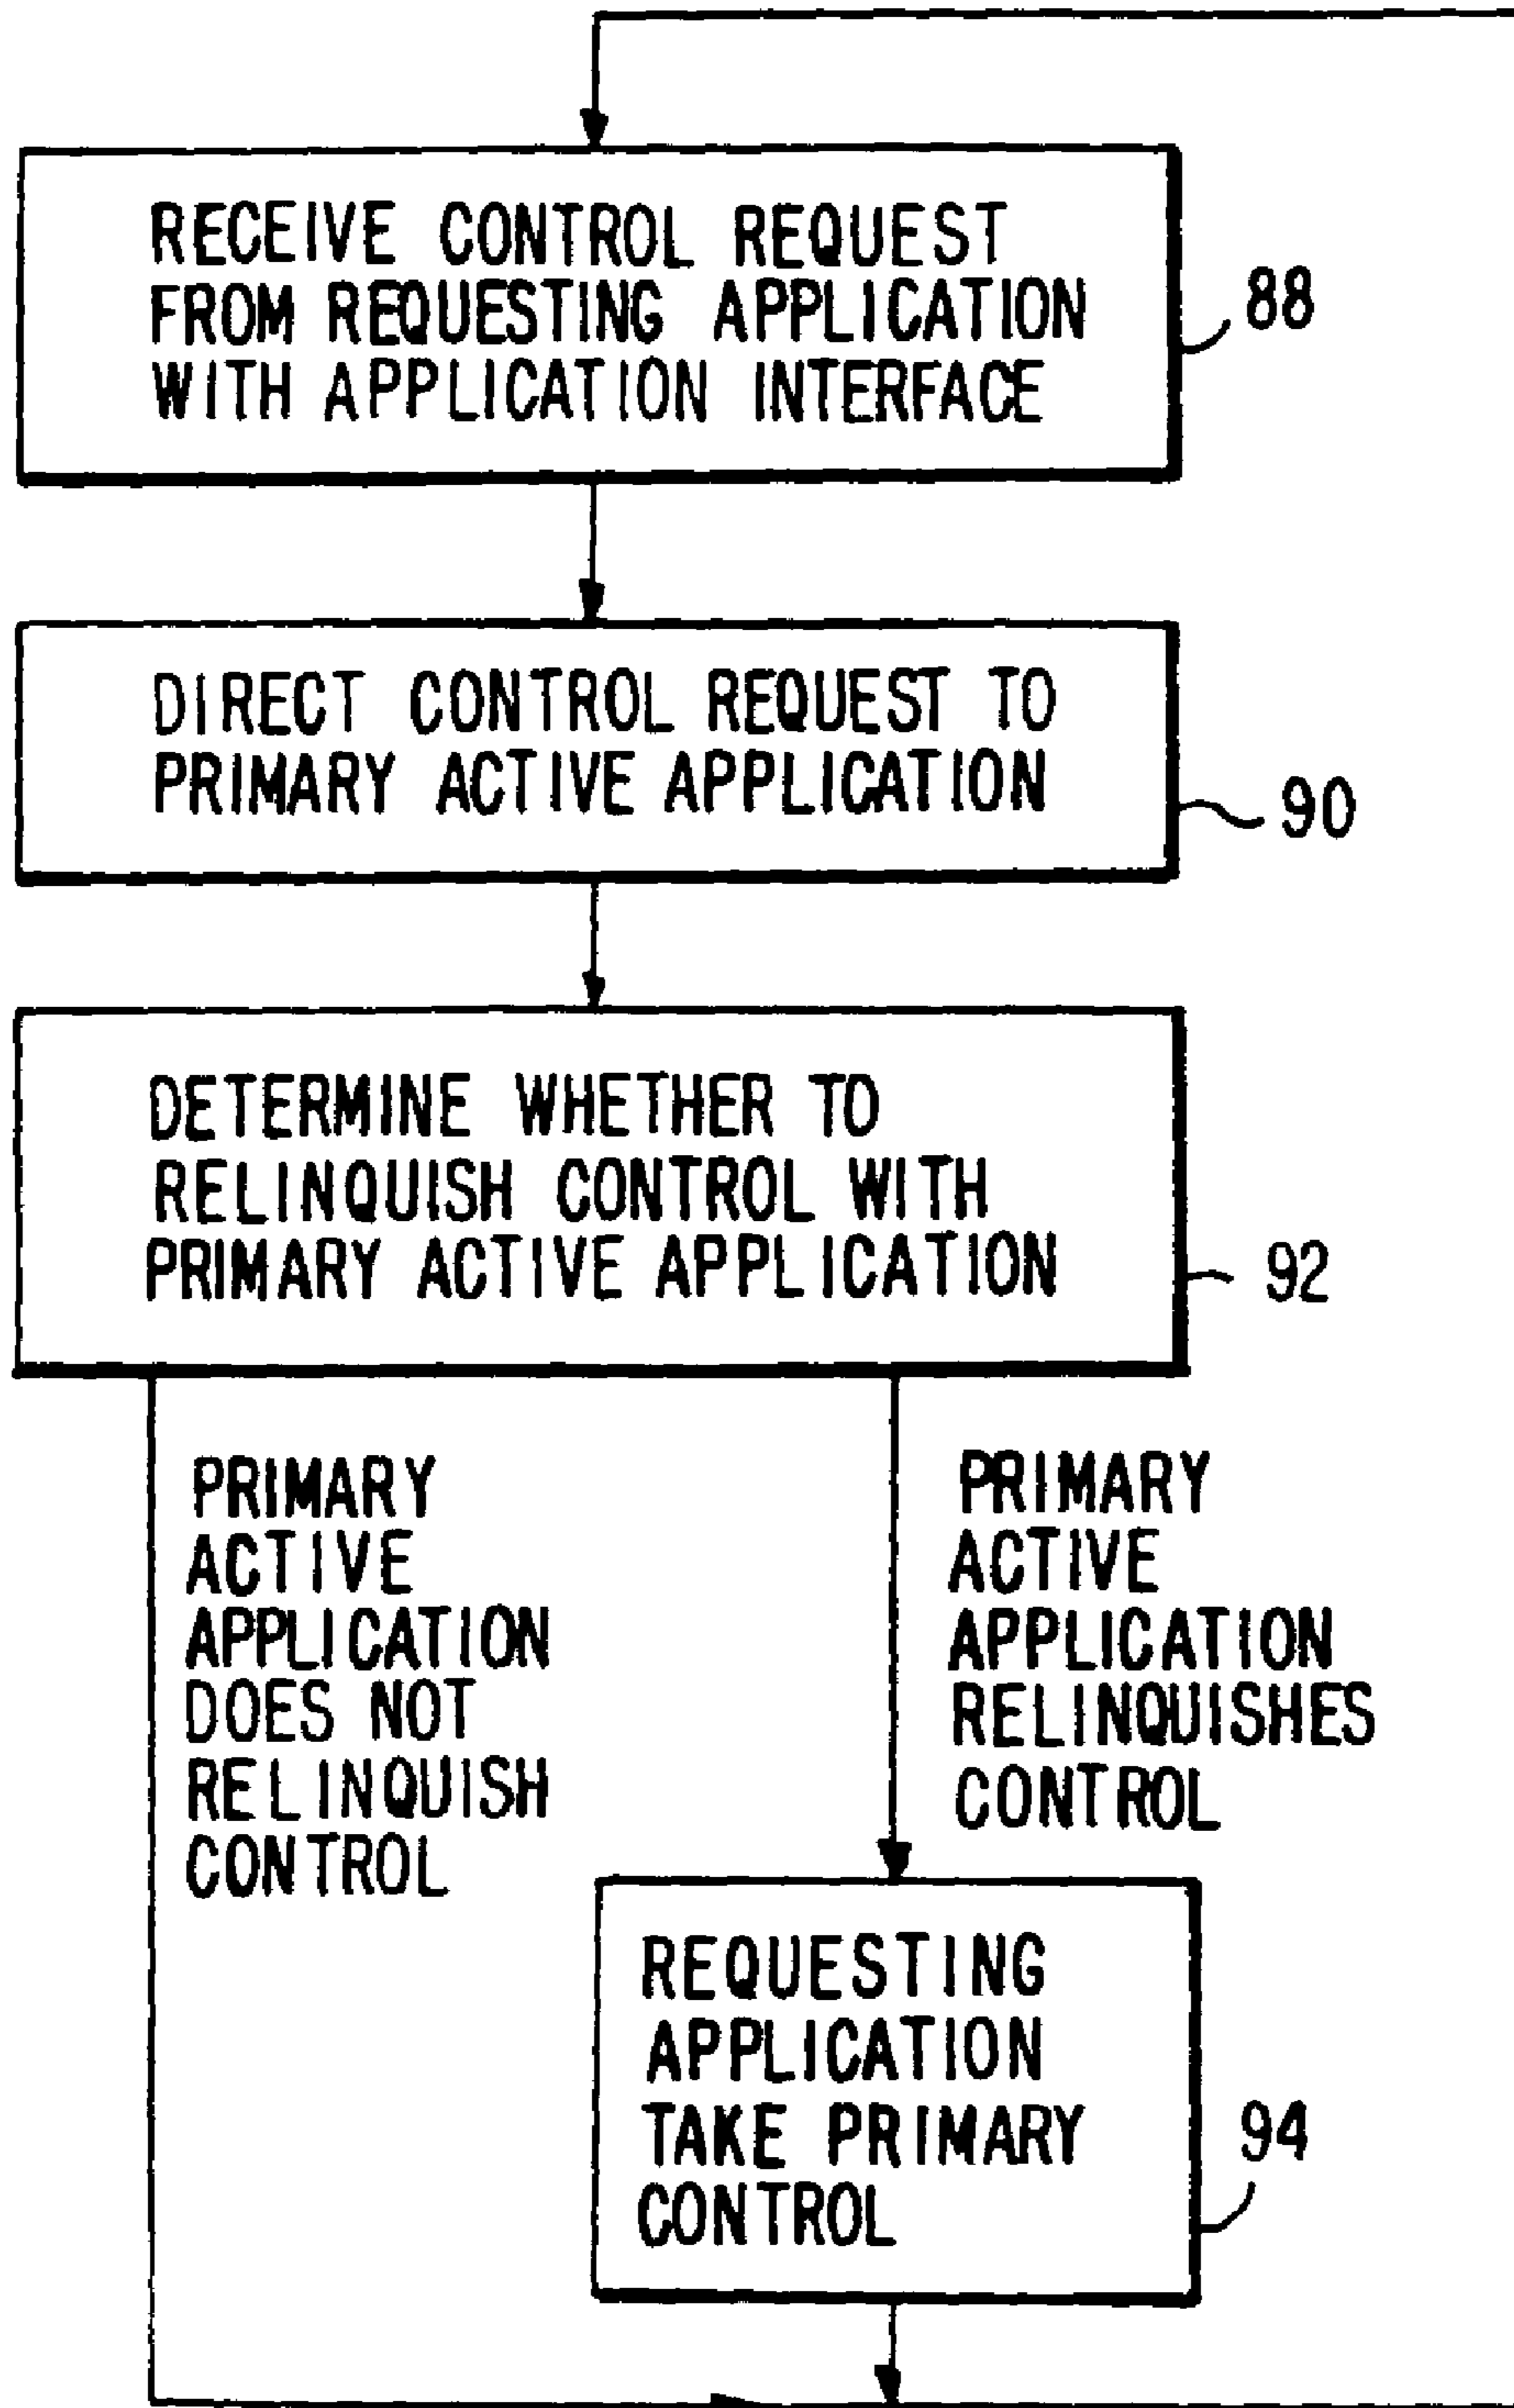 RECEIVE CONTROL REQUEST
FROM REQUESTING APPLICATION
WITH APPLICATION INTERFACE
88
DIRECT CONTROL REQUEST TO
PRIMARY ACTIVE APPLICATION
90
DETERMINE WHETHER TO
RELINQUISH CONTROL WITH
PRIMARY ACTIVE APPLICATION
92
PRIMARY
ACTIVE
APPLICATION
DOES NOT
RELINQUISH
CONTROL
PRIMARY
ACTIVE
APPLICATION
RELINQUISHES
CONTROL
REQUESTING
APPLICATION
TAKE PRIMARY
CONTROL
94